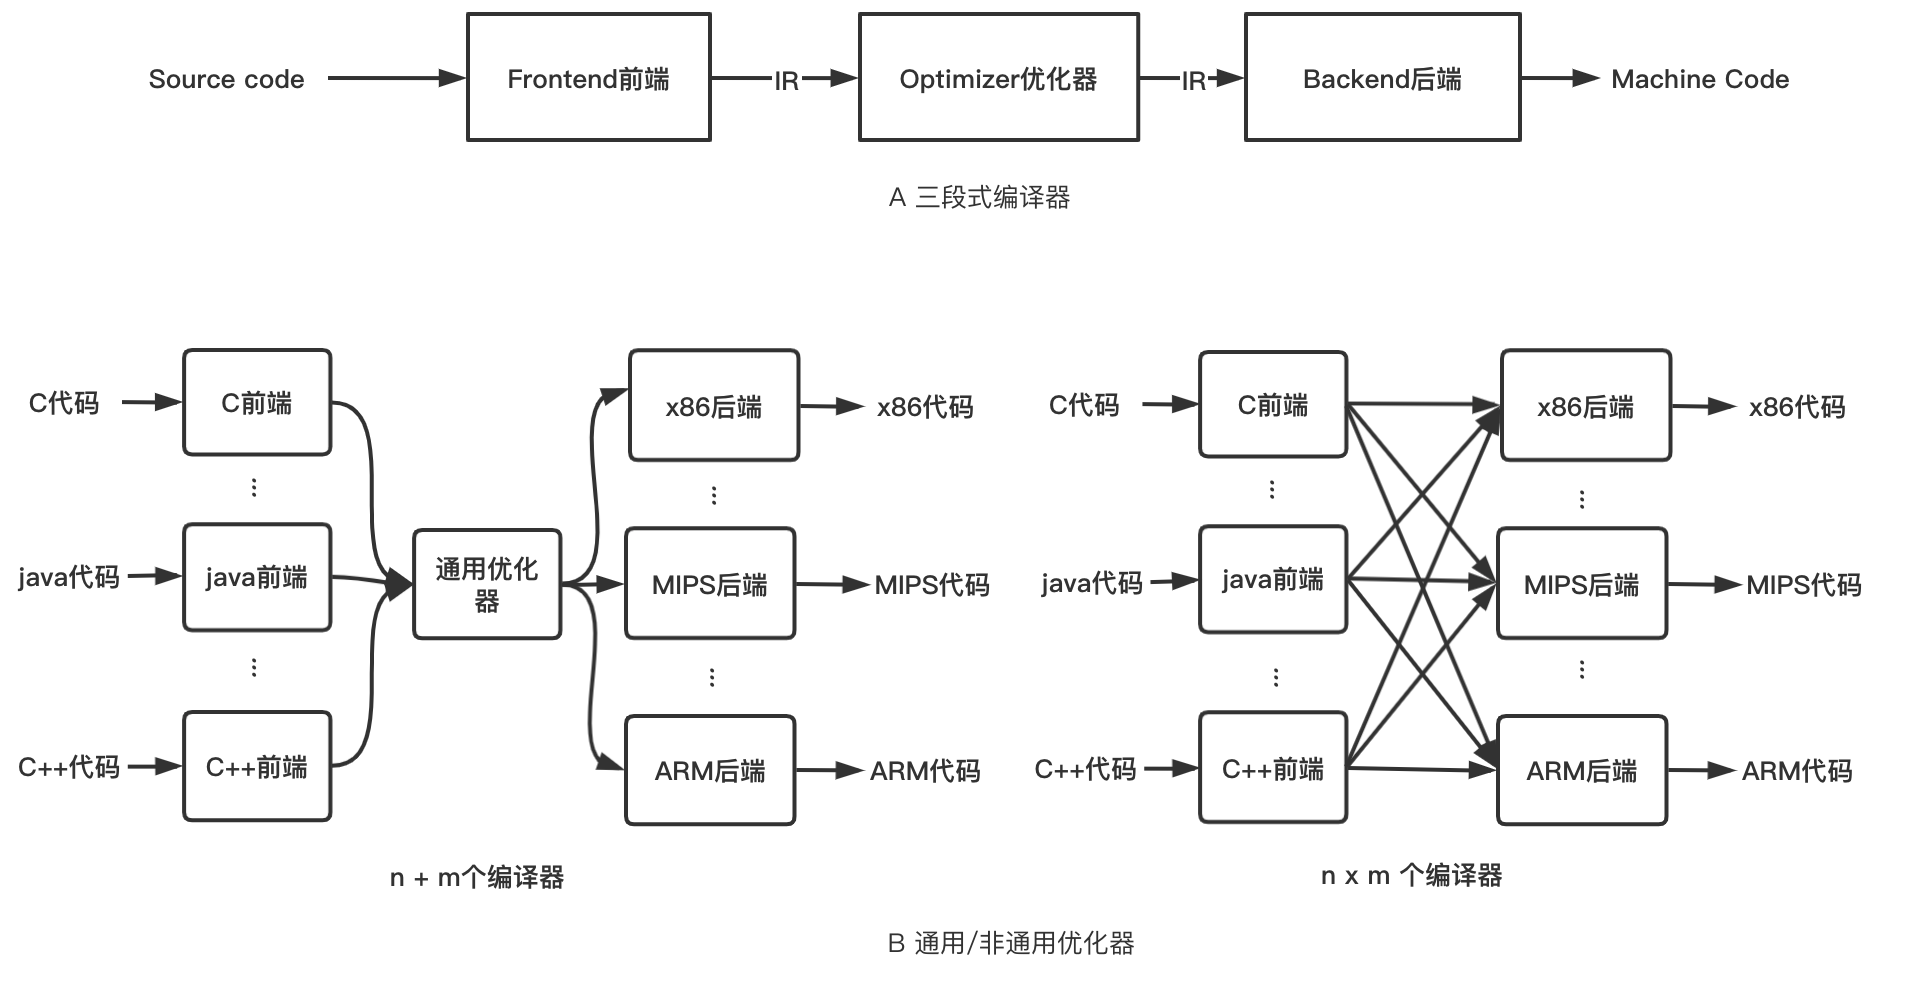 Source code
Frontend前端
IR
Optimizer优化器
IR
Backend后端
Machine Code
A 三段式编译器
C代码
C前端
x86后端
x86代码
java代码
java前端
通用优化
器
MIPS后端
MIPS代码
C++代码
C++前端
ARM后端
ARM代码
n + m个编译器
C代码
C前端
x86后端
x86代码
java代码
java前端
MIPS后端
MIPS代码
C++代码
C++前端
ARM后端
ARM代码
n x m 个编译器
B 通用/非通用优化器